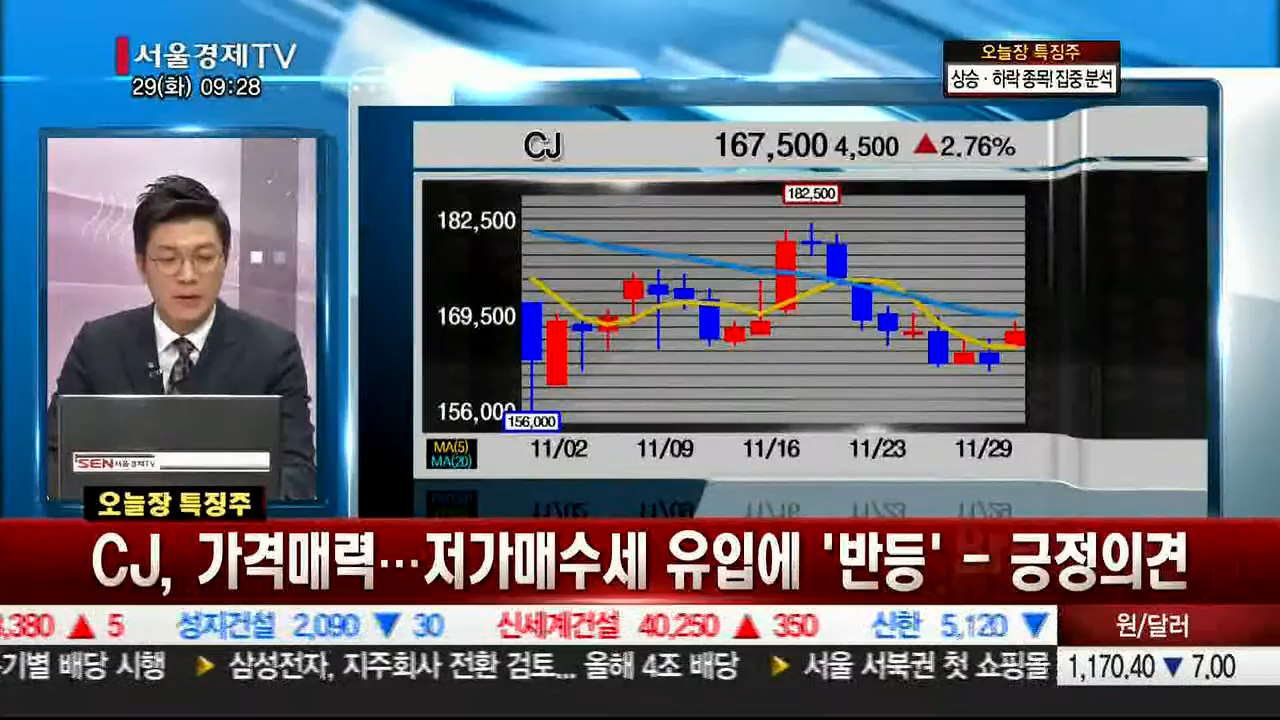 서울경제TV
29(화) 09:28
오늘장 특징주
상승·하락 종목! 집중 분석
CJ 167,500 4,500 ▲2.76%
182,500
182,500
169,500
156,000
156,000
MA(5)
MA(20)
11/02 11/09 11/16 11/23 11/29
SEN 서울경제TV
오늘장 특징주
CJ, 가격매력…저가매수세 유입에 '반등' - 긍정의견
3,380 ▲ 5 성지건설 2,090 ▼ 30 신세계건설 40,250 ▲ 350 신한 5,120 ▼
원/달러
기별 배당 시행 > 삼성전자, 지주회사 전환 검토... 올해 4조 배당 > 서울 서북권 첫 쇼핑몰
1,170.40 ▼ 7.00